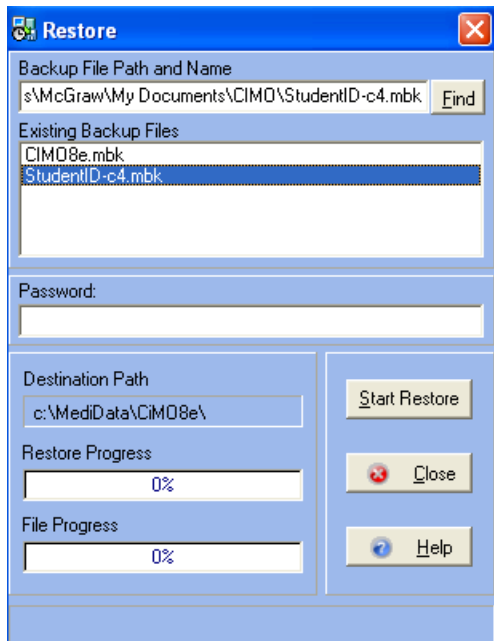 Restore
Backup File Path and Name
s\McGraw\My Documents\CIMO\StudentID-c4.mbk
Find
Existing Backup Files
CIMO8e.mbk
StudentID-c4.mbk
Password:
Destination Path
c:\MediData\CiMO8e\
Restore Progress
0%
File Progress
0%
Start Restore
Close
Help